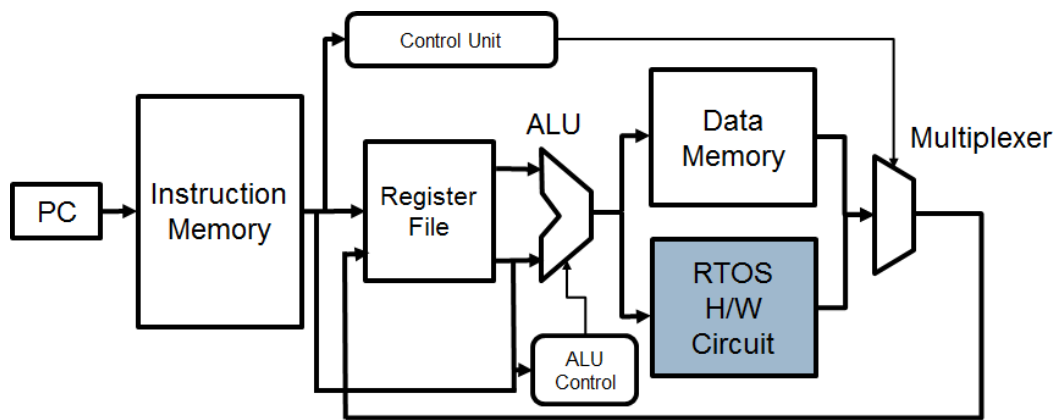 Control Unit
PC
Instruction
Memory
Register
File
ALU
Data
Memory
Multiplexer
RTOS
H/W
Circuit
ALU
Control